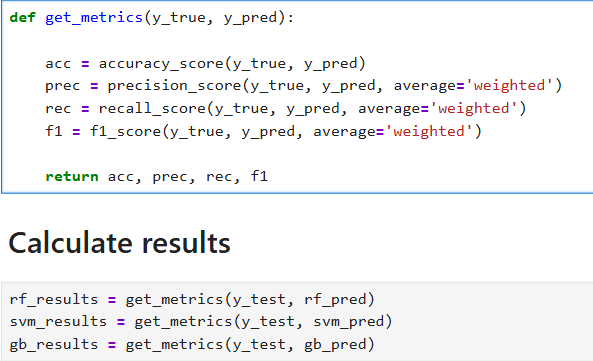 def get_metrics(y_true, y_pred):
    acc = accuracy_score(y_true, y_pred)
    prec = precision_score(y_true, y_pred, average='weighted')
    rec = recall_score(y_true, y_pred, average='weighted')
    f1 = f1_score(y_true, y_pred, average='weighted')
    return acc, prec, rec, f1
Calculate results
rf_results = get_metrics(y_test, rf_pred)
svm_results = get_metrics(y_test, svm_pred)
gb_results = get_metrics(y_test, gb_pred)